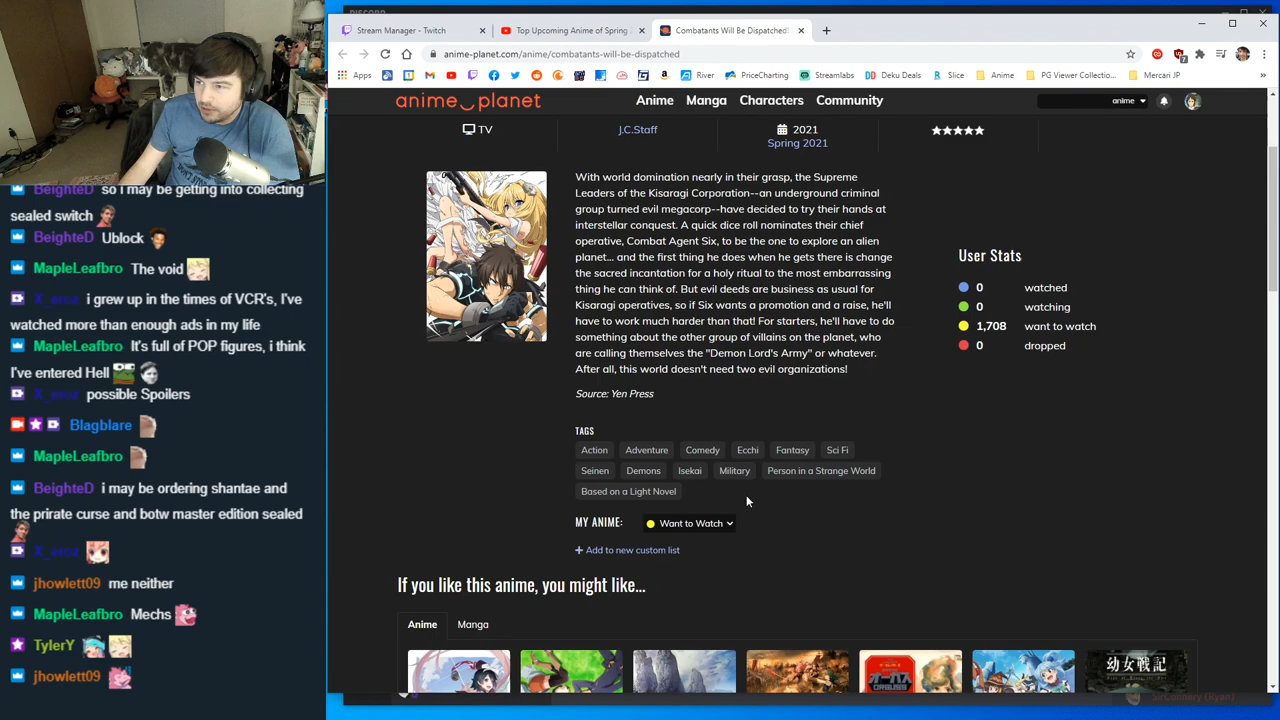 BeighteD so i may be getting into collecting
sealed switch
BeighteD Ublock
MapleLeafbro The void
i grew up in the times of VCR's, I've
watched more than enough ads in my life
MapleLeafbro It's full of POP figures, i think
I've entered Hell
possible Spoilers
Blagblare
MapleLeafbro
BeighteD i may be ordering shantae and
the prirate curse and botw master edition sealed
jhowlett09 me neither
MapleLeafbro Mechs
TylerY
jhowlett09
Stream Manager - Twitch
Top Upcoming Anime of Spring
Combatants Will Be Dispatched!
anime-planet.com/anime/combatants-will-be-dispatched
7
Apps River PriceCharting Streamlabs Deku Deals Slice Anime PG Viewer Collectio... Mercari JP
anime planet Anime Manga Characters Community anime
TV J.C.Staff 2021
Spring 2021
With world domination nearly in their grasp, the Supreme
Leaders of the Kisaragi Corporation--an underground criminal
group turned evil megacorp--have decided to try their hands at
interstellar conquest. A quick dice roll nominates their chief
operative, Combat Agent Six, to be the one to explore an alien
planet... and the first thing he does when he gets there is change
the sacred incantation for a holy ritual to the most embarrassing
thing he can think of. But evil deeds are business as usual for
Kisaragi operatives, so if Six wants a promotion and a raise, he'll
have to work much harder than that! For starters, he'll have to do
something about the other group of villains on the planet, who
are calling themselves the "Demon Lord's Army" or whatever.
After all, this world doesn't need two evil organizations!
Source: Yen Press
User Stats
0 watched
0 watching
1,708 want to watch
0 dropped
TAGS
Action Adventure Comedy Ecchi Fantasy Sci Fi
Seinen Demons Isekai Military Person in a Strange World
Based on a Light Novel
MY ANIME: Want to Watch
+ Add to new custom list
If you like this anime, you might like...
Anime Manga
幼女戦記
SirConnery (Ryan)